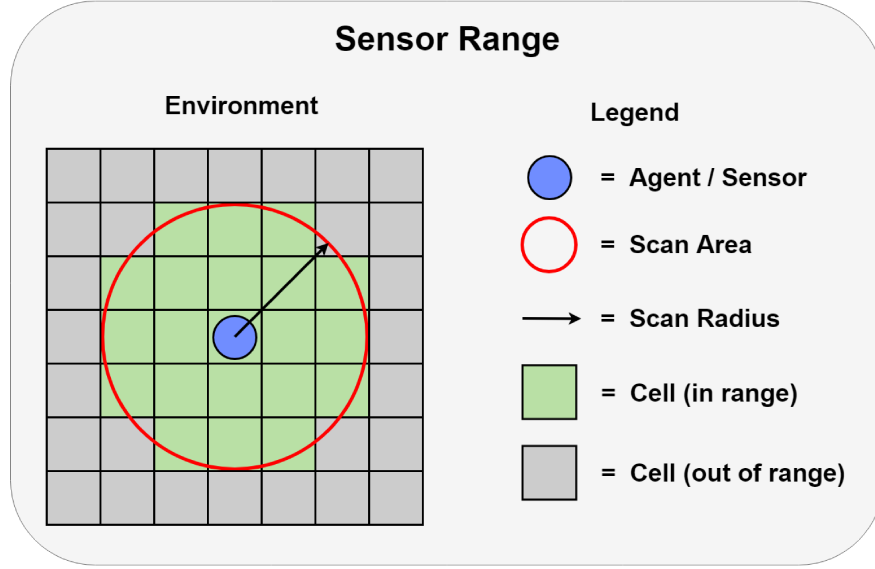 Sensor Range
Environment
Legend
= Agent / Sensor
= Scan Area
= Scan Radius
= Cell (in range)
= Cell (out of range)